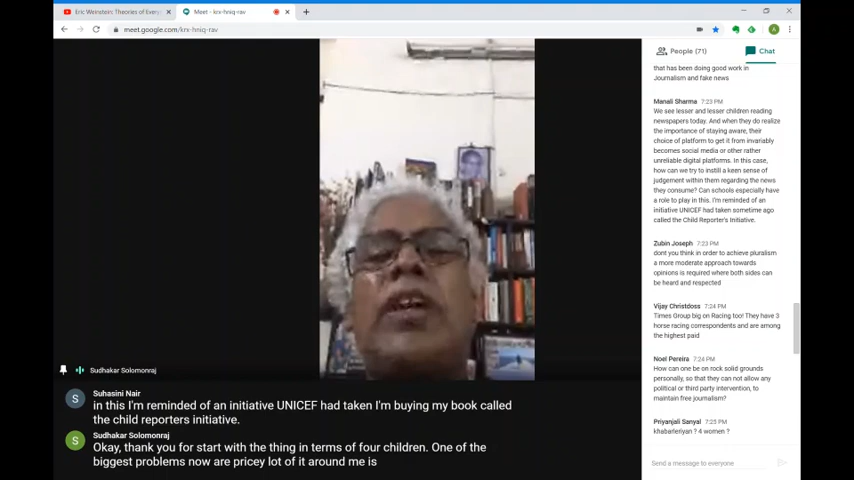 Eric Weinstein: Theories of Every
Meet - krv-hniq-rav
meet.google.com/krv-hniq-rav
People (71)
Chat
that has been doing good work in
Journalism and fake news
Manali Sharma 7:23 PM
We see lesser and lesser children reading
newspapers today. And when they do realize
the importance of staying aware, their
choice of platform to get it from invariably
becomes social media or other rather
unreliable digital platforms. In this case,
how can we try to instill a keen sense of
judgement within them regarding the news
they consume? Can schools especially have
a role to play in this. I'm reminded of an
initiative UNICEF had taken sometime ago
called the Child Reporter's Initiative.
Zubin Joseph 7:23 PM
dont you think in order to achieve pluralism
a more moderate approach towards
opinions is required where both sides can
be heard and respected
Vijay Christdoss 7:24 PM
Times Group big on Racing too! They have 3
horse racing correspondents and are among
the highest paid
Noel Pereira 7:24 PM
How can one be on rock solid grounds
personally, so that they can not allow any
political or third party intervention, to
maintain free journalism?
Priyanjali Sanyal 7:25 PM
khabarleriyan ? 4 women ?
Send a message to everyone
Sudhakar Solomonraj
S
Suhasini Nair
in this I'm reminded of an initiative UNICEF had taken I'm buying my book called
the child reporters initiative.
S
Sudhakar Solomonraj
Okay, thank you for start with the thing in terms of four children. One of the
biggest problems now are pricey lot of it around me is